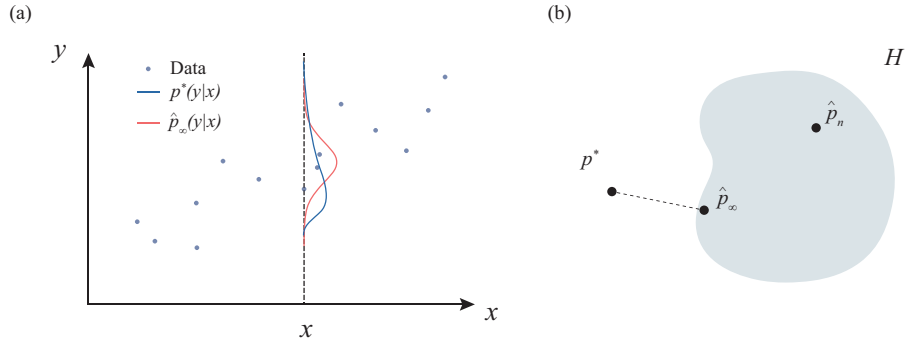 (a)
y
Data
p*(y|x)
p̂∞(y|x)
x
x
(b)
H
p̂n
p*
p̂∞